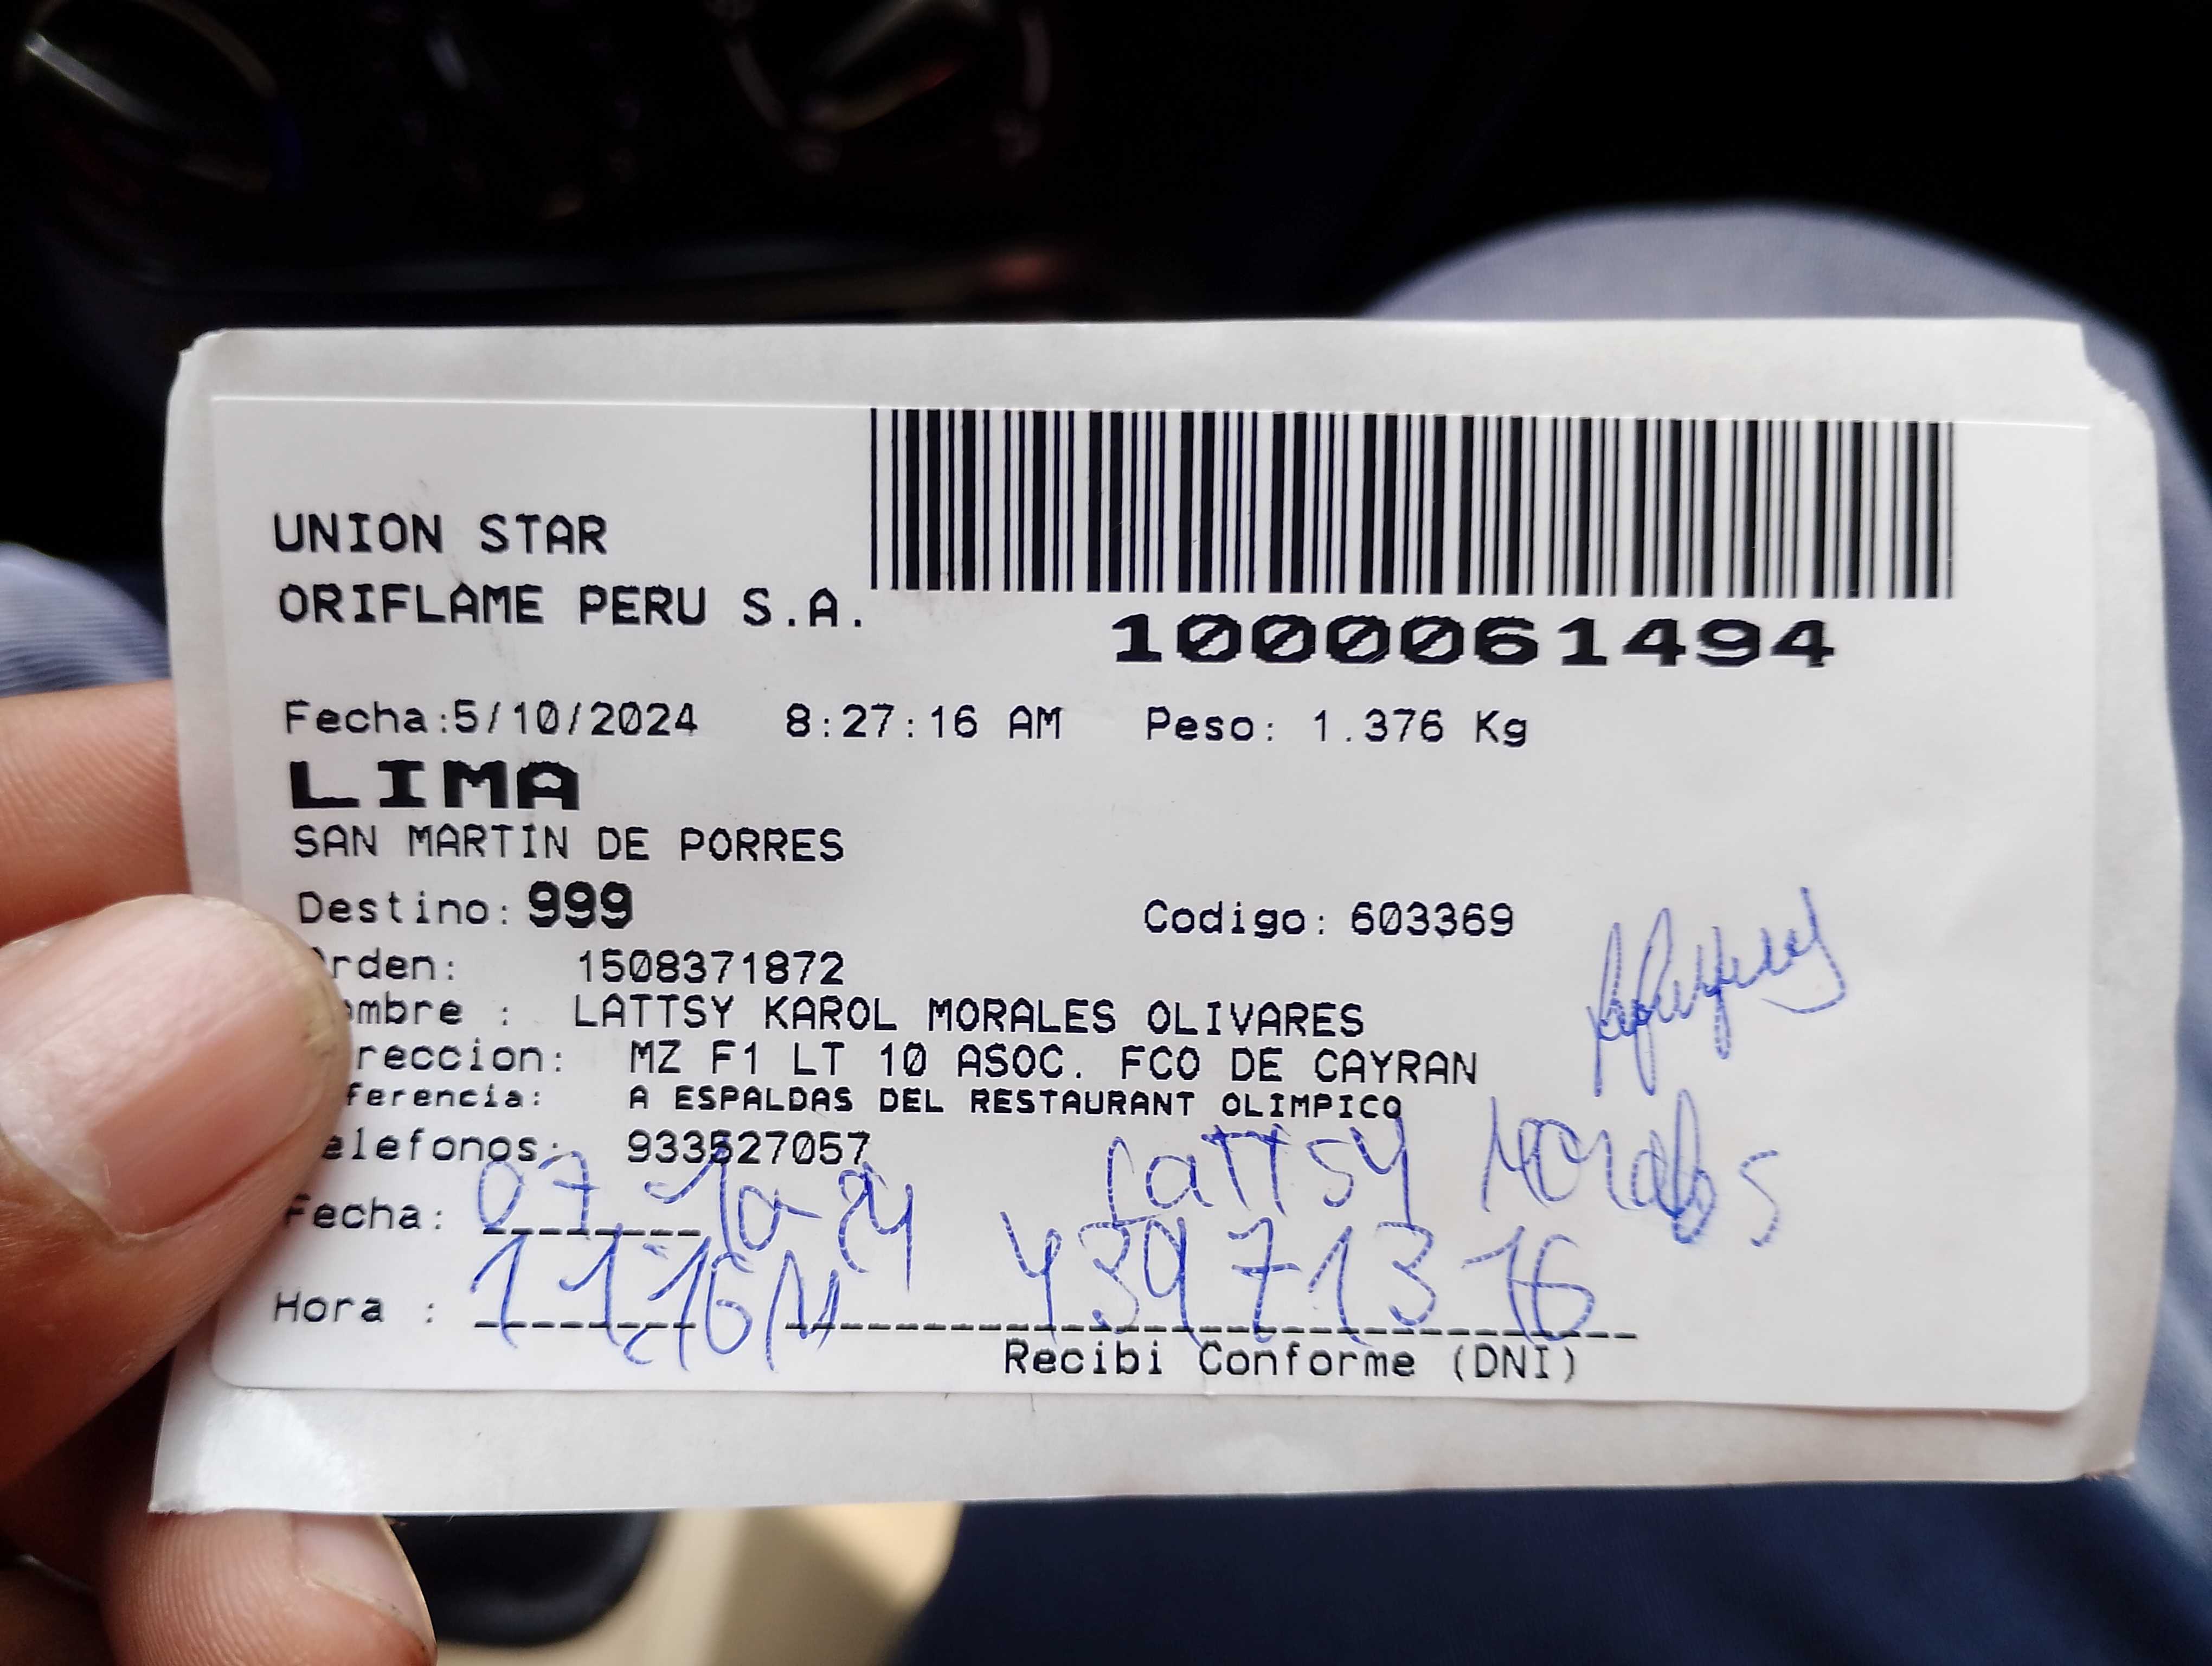 UNION STAR
ORIFLAME PERU S.A.
1000061494
Fecha:5/10/2024 8:27:16 AM Peso: 1.376 Kg
LIMA
SAN MARTIN DE PORRES
Destino: 999 Codigo: 603369
rden: 1508371872
ombre : LATTSY KAROL MORALES OLIVARES
reccion: MZ F1 LT 10 ASOC. FCO DE CAYRAN
ferencia: A ESPALDAS DEL RESTAURANT OLIMPICO
elefonos: 933527057
Lattsy Morales
Fecha: 07-10-24
43971316
Hora :
Recibi Conforme (DNI)